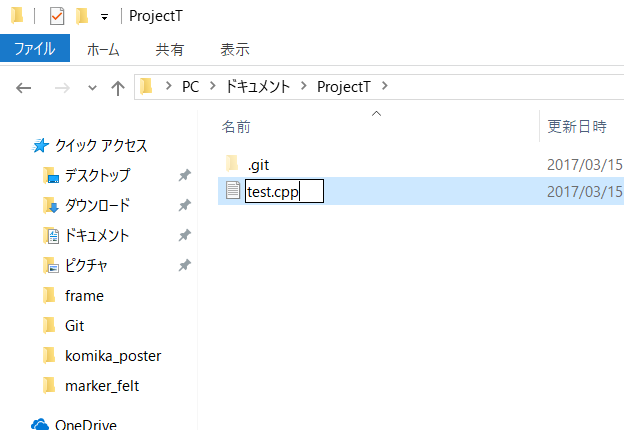 ProjectT
ファイル ホーム 共有 表示
PC ドキュメント ProjectT
名前 更新日時
クイック アクセス
デスクトップ
ダウンロード
ドキュメント
ピクチャ
frame
Git
komika_poster
marker_felt
OneDrive
.git 2017/03/15
test.cpp 2017/03/15